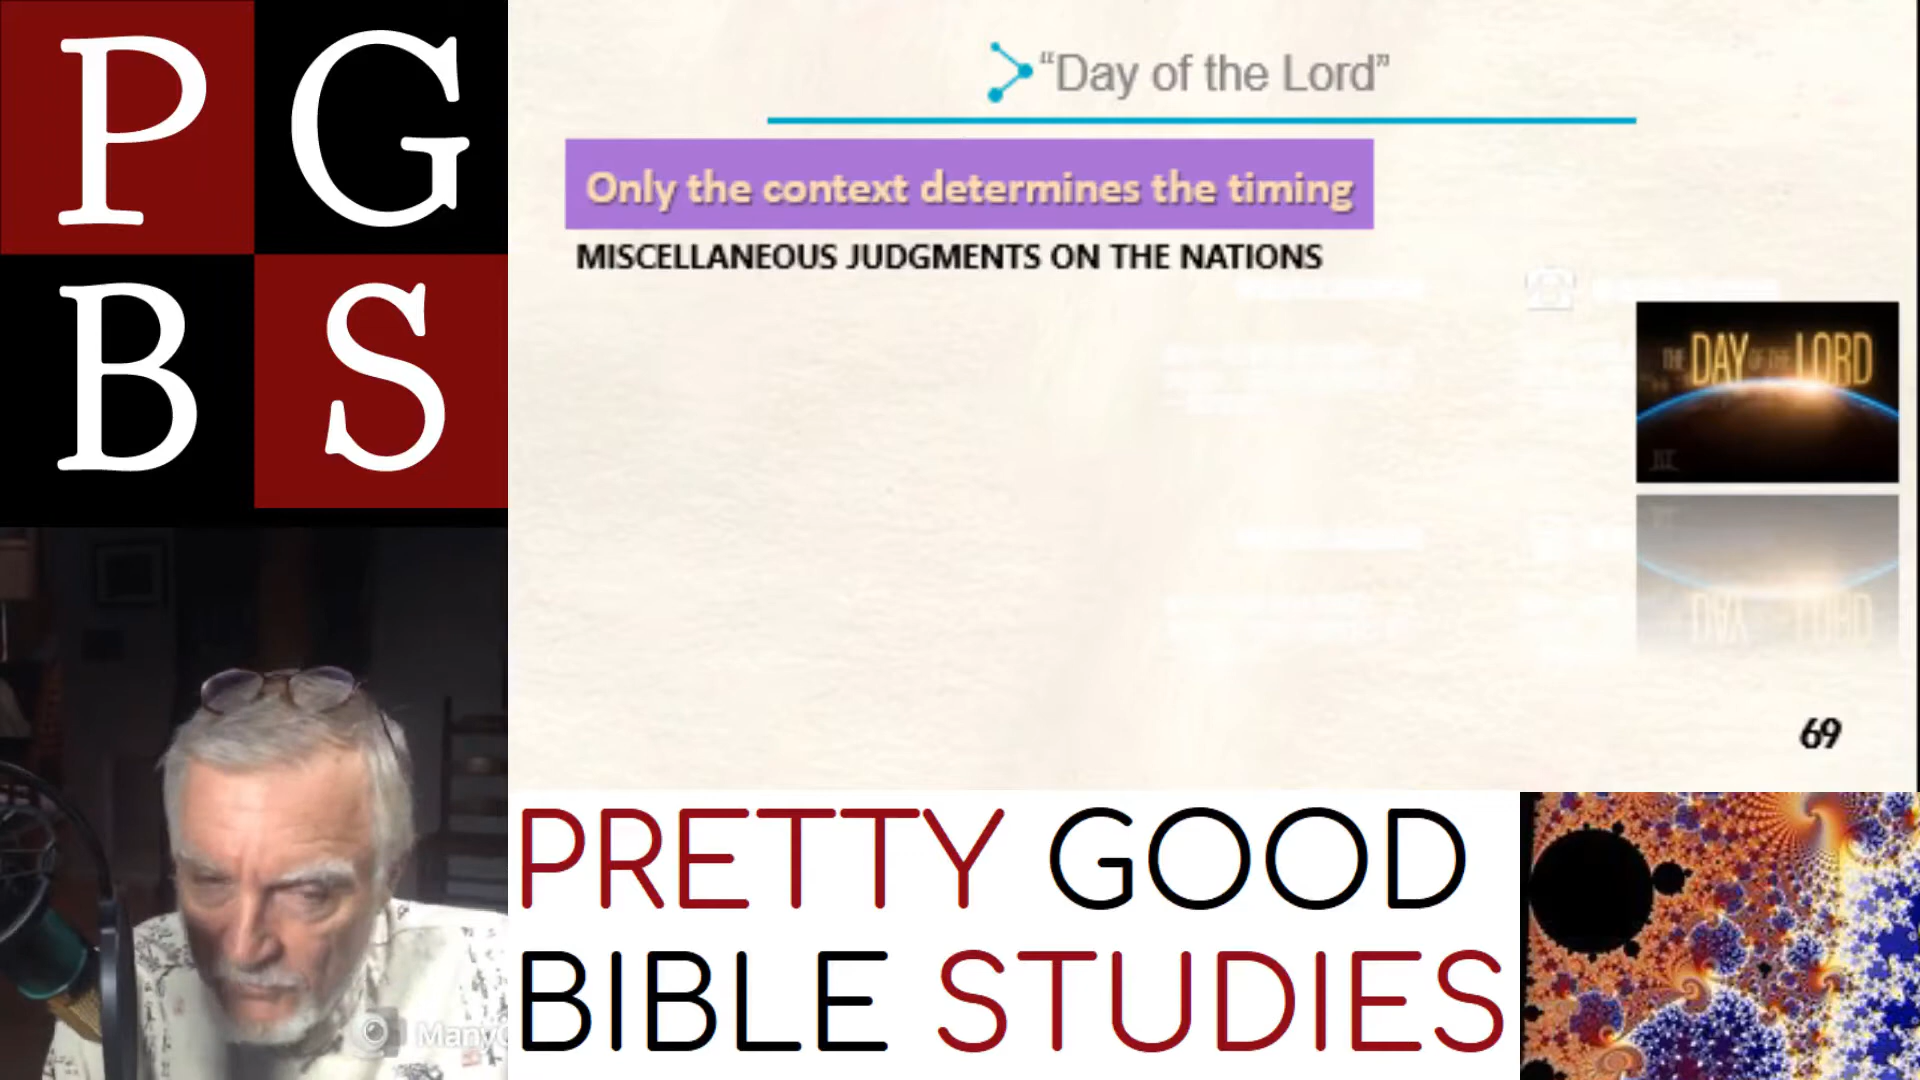 P G
B S
“Day of the Lord”
Only the context determines the timing
MISCELLANEOUS JUDGMENTS ON THE NATIONS
THE DAY OF THE LORD
69
PRETTY GOOD
BIBLE STUDIES